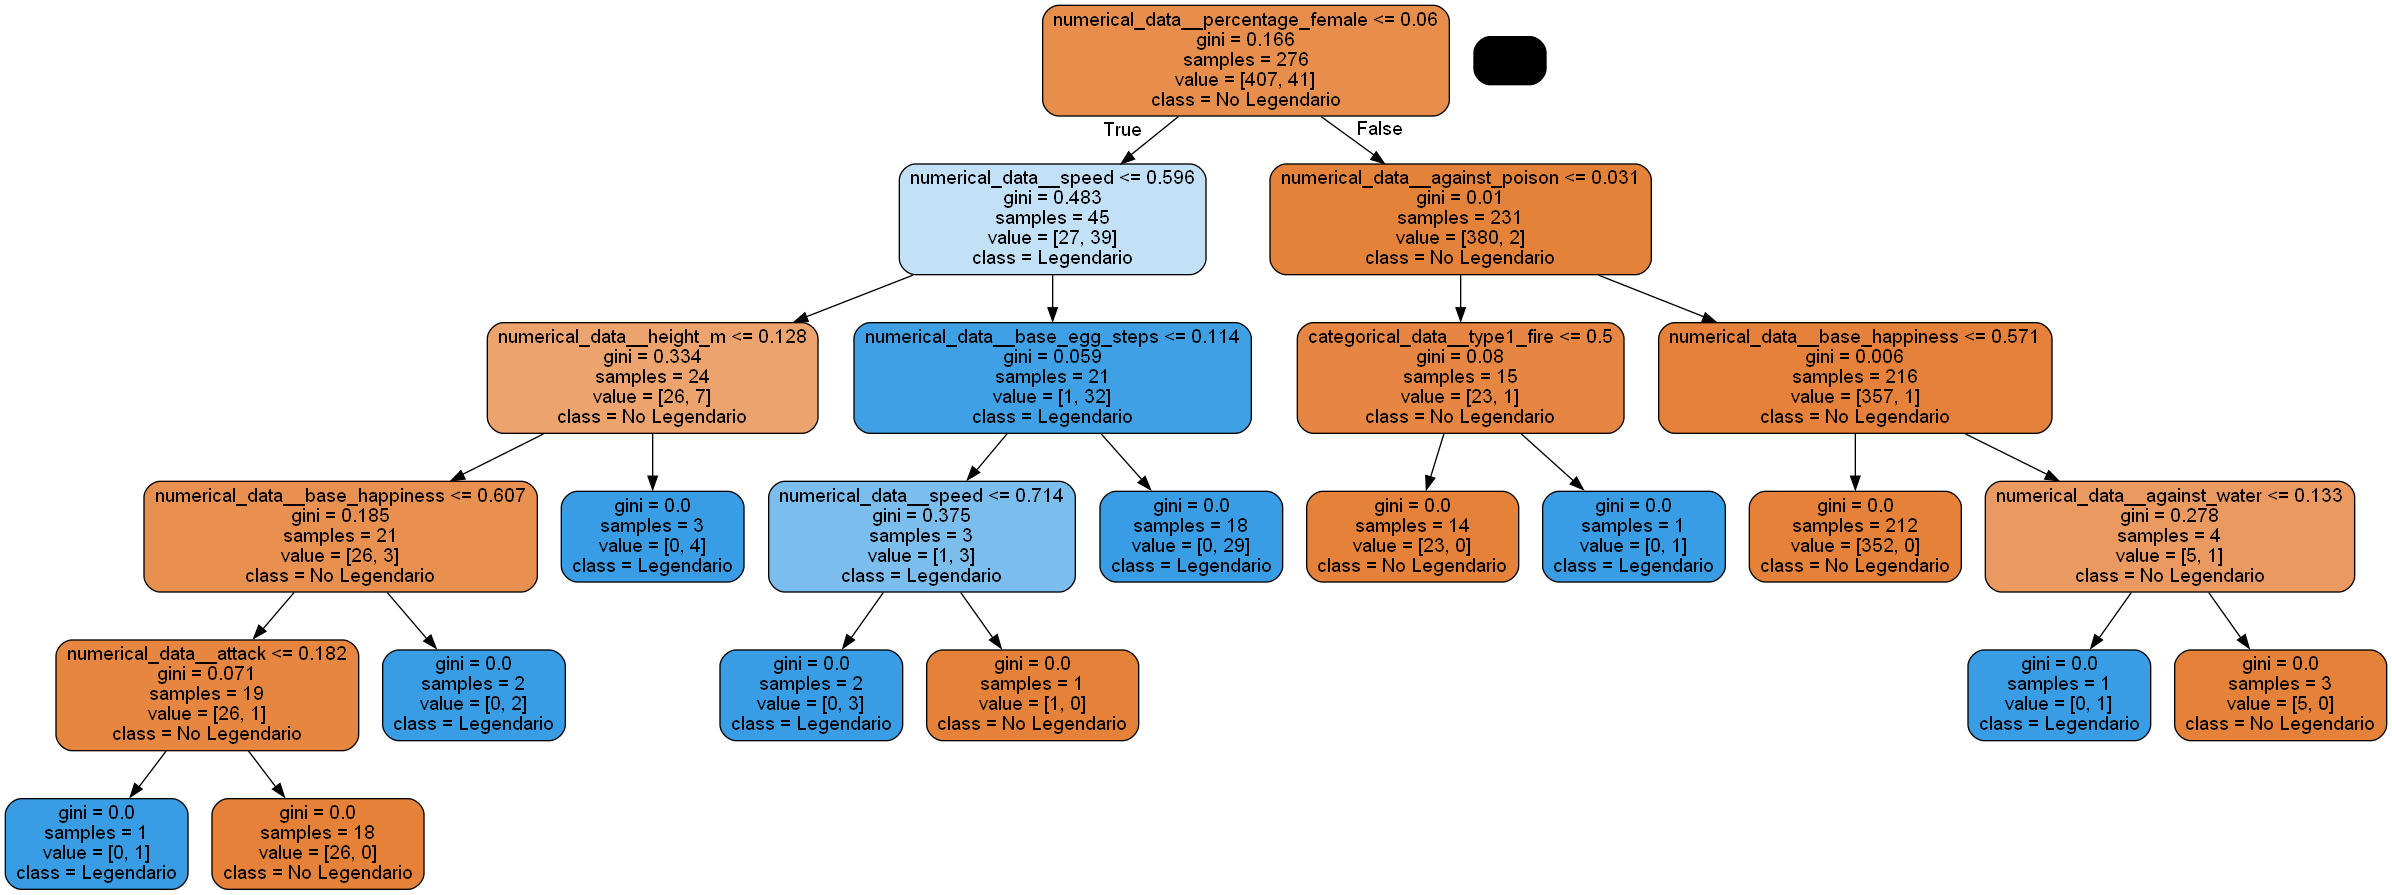 numerical_data__percentage_female <= 0.06
gini = 0.166
samples = 276
value = [407, 41]
class = No Legendario
True
False
numerical_data__speed <= 0.596
gini = 0.483
samples = 45
value = [27, 39]
class = Legendario
numerical_data__against_poison <= 0.031
gini = 0.01
samples = 231
value = [380, 2]
class = No Legendario
numerical_data__height_m <= 0.128
gini = 0.334
samples = 24
value = [26, 7]
class = No Legendario
numerical_data__base_egg_steps <= 0.114
gini = 0.059
samples = 21
value = [1, 32]
class = Legendario
categorical_data__type1_fire <= 0.5
gini = 0.08
samples = 15
value = [23, 1]
class = No Legendario
numerical_data__base_happiness <= 0.571
gini = 0.006
samples = 216
value = [357, 1]
class = No Legendario
numerical_data__base_happiness <= 0.607
gini = 0.185
samples = 21
value = [26, 3]
class = No Legendario
gini = 0.0
samples = 3
value = [0, 4]
class = Legendario
numerical_data__speed <= 0.714
gini = 0.375
samples = 3
value = [1, 3]
class = Legendario
gini = 0.0
samples = 18
value = [0, 29]
class = Legendario
gini = 0.0
samples = 14
value = [23, 0]
class = No Legendario
gini = 0.0
samples = 1
value = [0, 1]
class = Legendario
gini = 0.0
samples = 212
value = [352, 0]
class = No Legendario
numerical_data__against_water <= 0.133
gini = 0.278
samples = 4
value = [5, 1]
class = No Legendario
numerical_data__attack <= 0.182
gini = 0.071
samples = 19
value = [26, 1]
class = No Legendario
gini = 0.0
samples = 2
value = [0, 2]
class = Legendario
gini = 0.0
samples = 2
value = [0, 3]
class = Legendario
gini = 0.0
samples = 1
value = [1, 0]
class = No Legendario
gini = 0.0
samples = 1
value = [0, 1]
class = Legendario
gini = 0.0
samples = 3
value = [5, 0]
class = No Legendario
gini = 0.0
samples = 1
value = [0, 1]
class = Legendario
gini = 0.0
samples = 18
value = [26, 0]
class = No Legendario